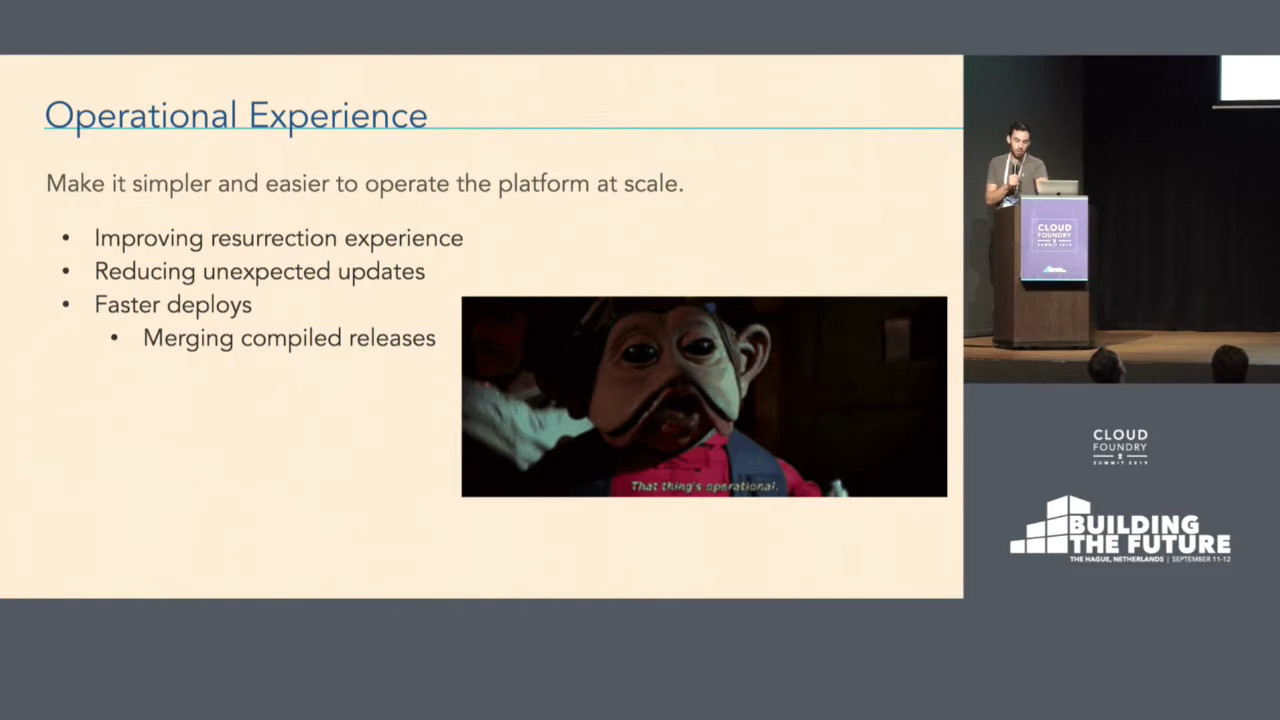 Operational Experience
Make it simpler and easier to operate the platform at scale.
• Improving resurrection experience
• Reducing unexpected updates
• Faster deploys
• Merging compiled releases
That thing's operational.
CLOUD
FOUNDRY
CLOUD
FOUNDRY
SUMMIT 2019
BUILDING
THE FUTURE
THE HAGUE, NETHERLANDS | SEPTEMBER 11-12